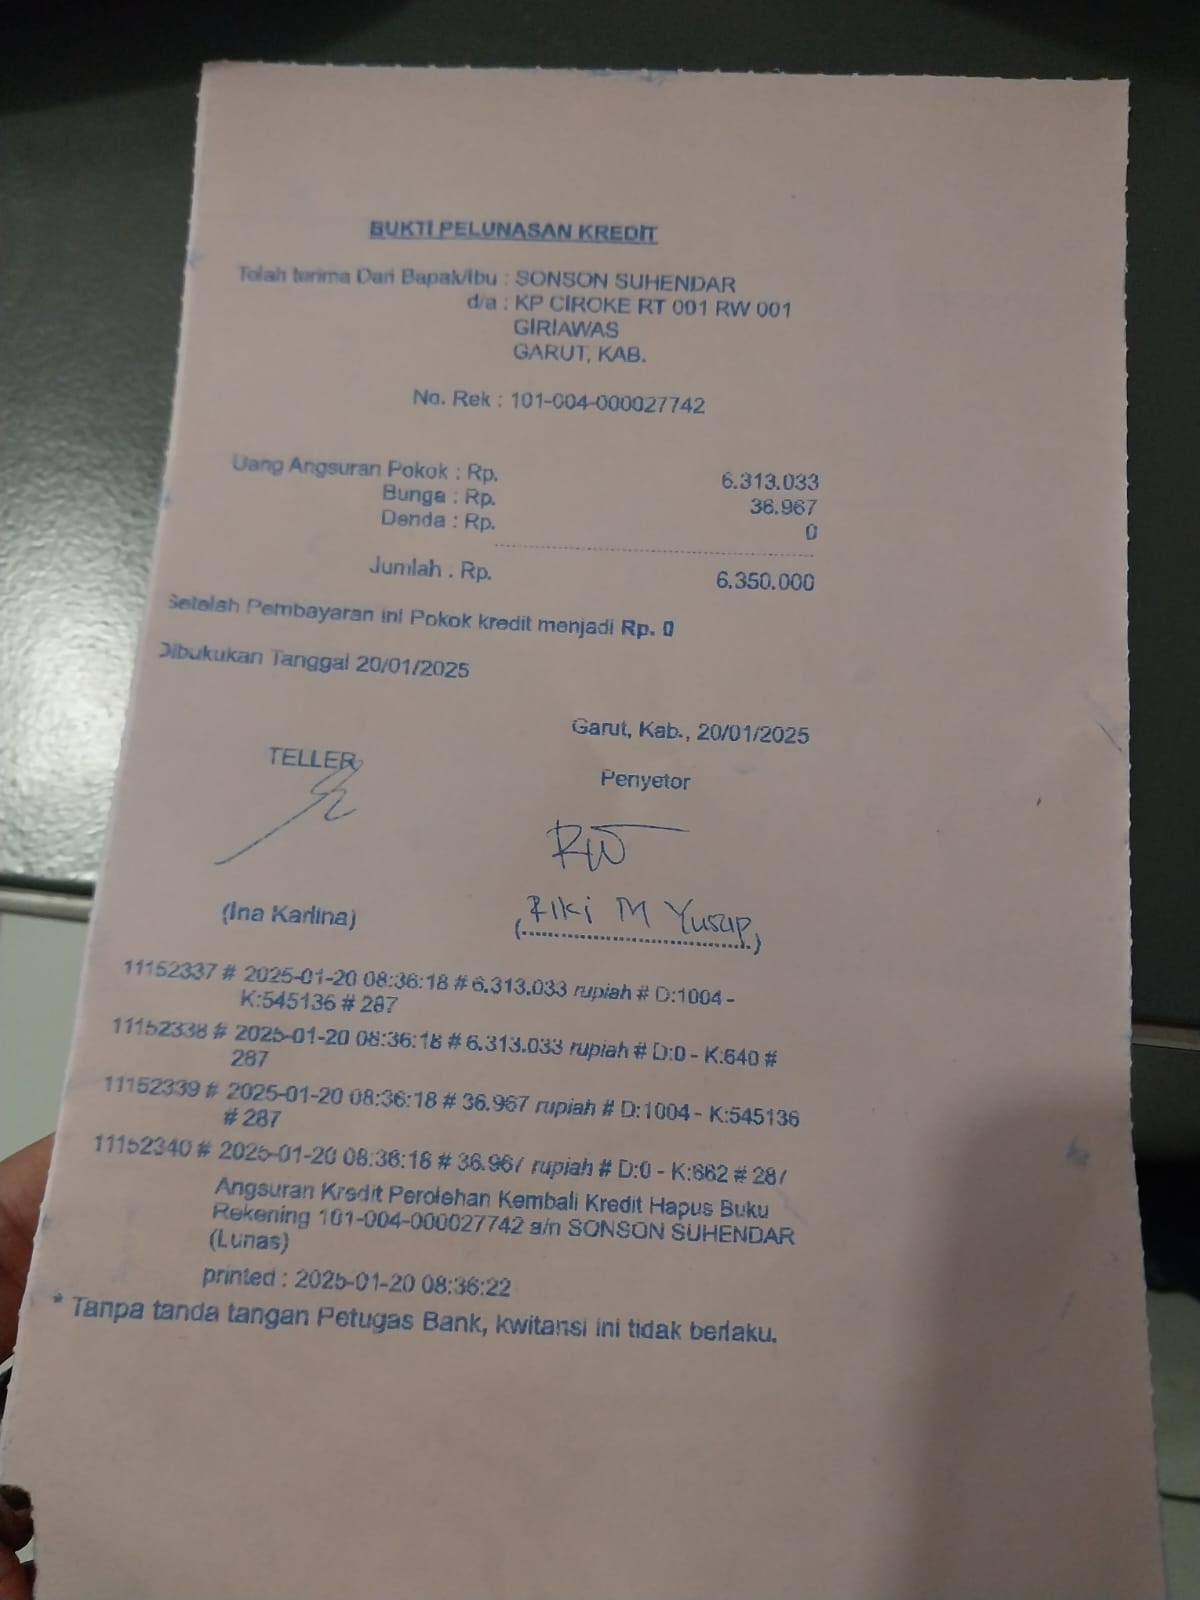 BUKTI PELUNASAN KREDIT
Telah terima Dari Bapak/Ibu : SONSON SUHENDAR
d/a : KP CIROKE RT 001 RW 001
GIRIAWAS
GARUT, KAB.
No. Rek : 101-004-000027742
Uang Angsuran Pokok : Rp. 6.313.033
Bunga : Rp. 36.967
Denda : Rp. 0
Jumlah : Rp. 6.350.000
Setelah Pembayaran ini Pokok kredit menjadi Rp. 0
Dibukukan Tanggal 20/01/2025
Garut, Kab., 20/01/2025
TELLER
Penyetor
(Ina Karlina)
(Riki M Yusup)
11152337 # 2025-01-20 08:36:18 # 6.313.033 rupiah # D:1004 -
K:545136 # 287
11152338 # 2025-01-20 08:36:18 # 6.313.033 rupiah # D:0 - K:640 #
287
11152339 # 2025-01-20 08:36:18 # 36.967 rupiah # D:1004 - K:545136
# 287
11152340 # 2025-01-20 08:36:18 # 36.967 rupiah # D:0 - K:662 # 287
Angsuran Kredit Perolehan Kembali Kredit Hapus Buku
Rekening 101-004-000027742 a/n SONSON SUHENDAR
(Lunas)
printed : 2025-01-20 08:36:22
* Tanpa tanda tangan Petugas Bank, kwitansi ini tidak berlaku.